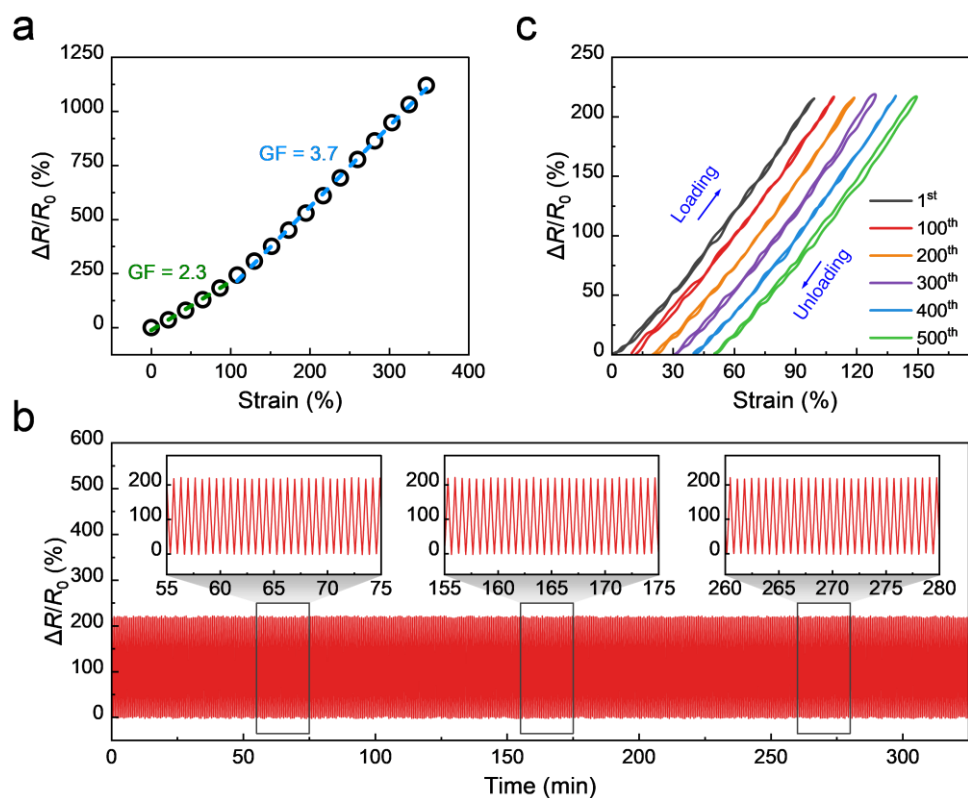 a
1250
1000
750
500
250
0
ΔR/R₀ (%)
GF = 3.7
GF = 2.3
0 100 200 300 400
Strain (%)
c
250
200
150
100
50
0
ΔR/R₀ (%)
Loading
Unloading
1st
100th
200th
300th
400th
500th
0 30 60 90 120 150
Strain (%)
b
600
500
400
300
200
100
0
ΔR/R₀ (%)
200
100
0
55 60 65 70 75
200
100
0
155 160 165 170 175
200
100
0
260 265 270 275 280
0 50 100 150 200 250 300
Time (min)